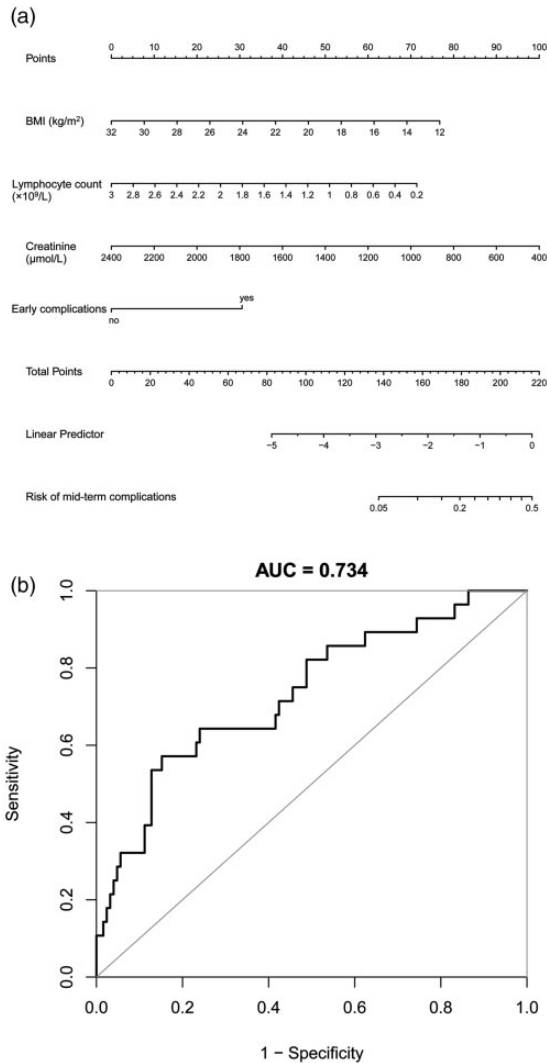 (a)
0 10 20 30 40 50 60 70 80 90 100
Points
BMI (kg/m²)
32 30 28 26 24 22 20 18 16 14 12
Lymphocyte count
(×10⁹/L)
3 2.8 2.6 2.4 2.2 2 1.8 1.6 1.4 1.2 1 0.8 0.6 0.4 0.2
Creatinine
(μmol/L)
2400 2200 2000 1800 1600 1400 1200 1000 800 600 400
yes
Early complications
no
Total Points
0 20 40 60 80 100 120 140 160 180 200 220
Linear Predictor
−5 −4 −3 −2 −1 0
Risk of mid-term complications
0.05 0.2 0.5
(b)
AUC = 0.734
1.0
0.8
0.6
0.4
0.2
0.0
Sensitivity
0.0 0.2 0.4 0.6 0.8 1.0
1 − Specificity